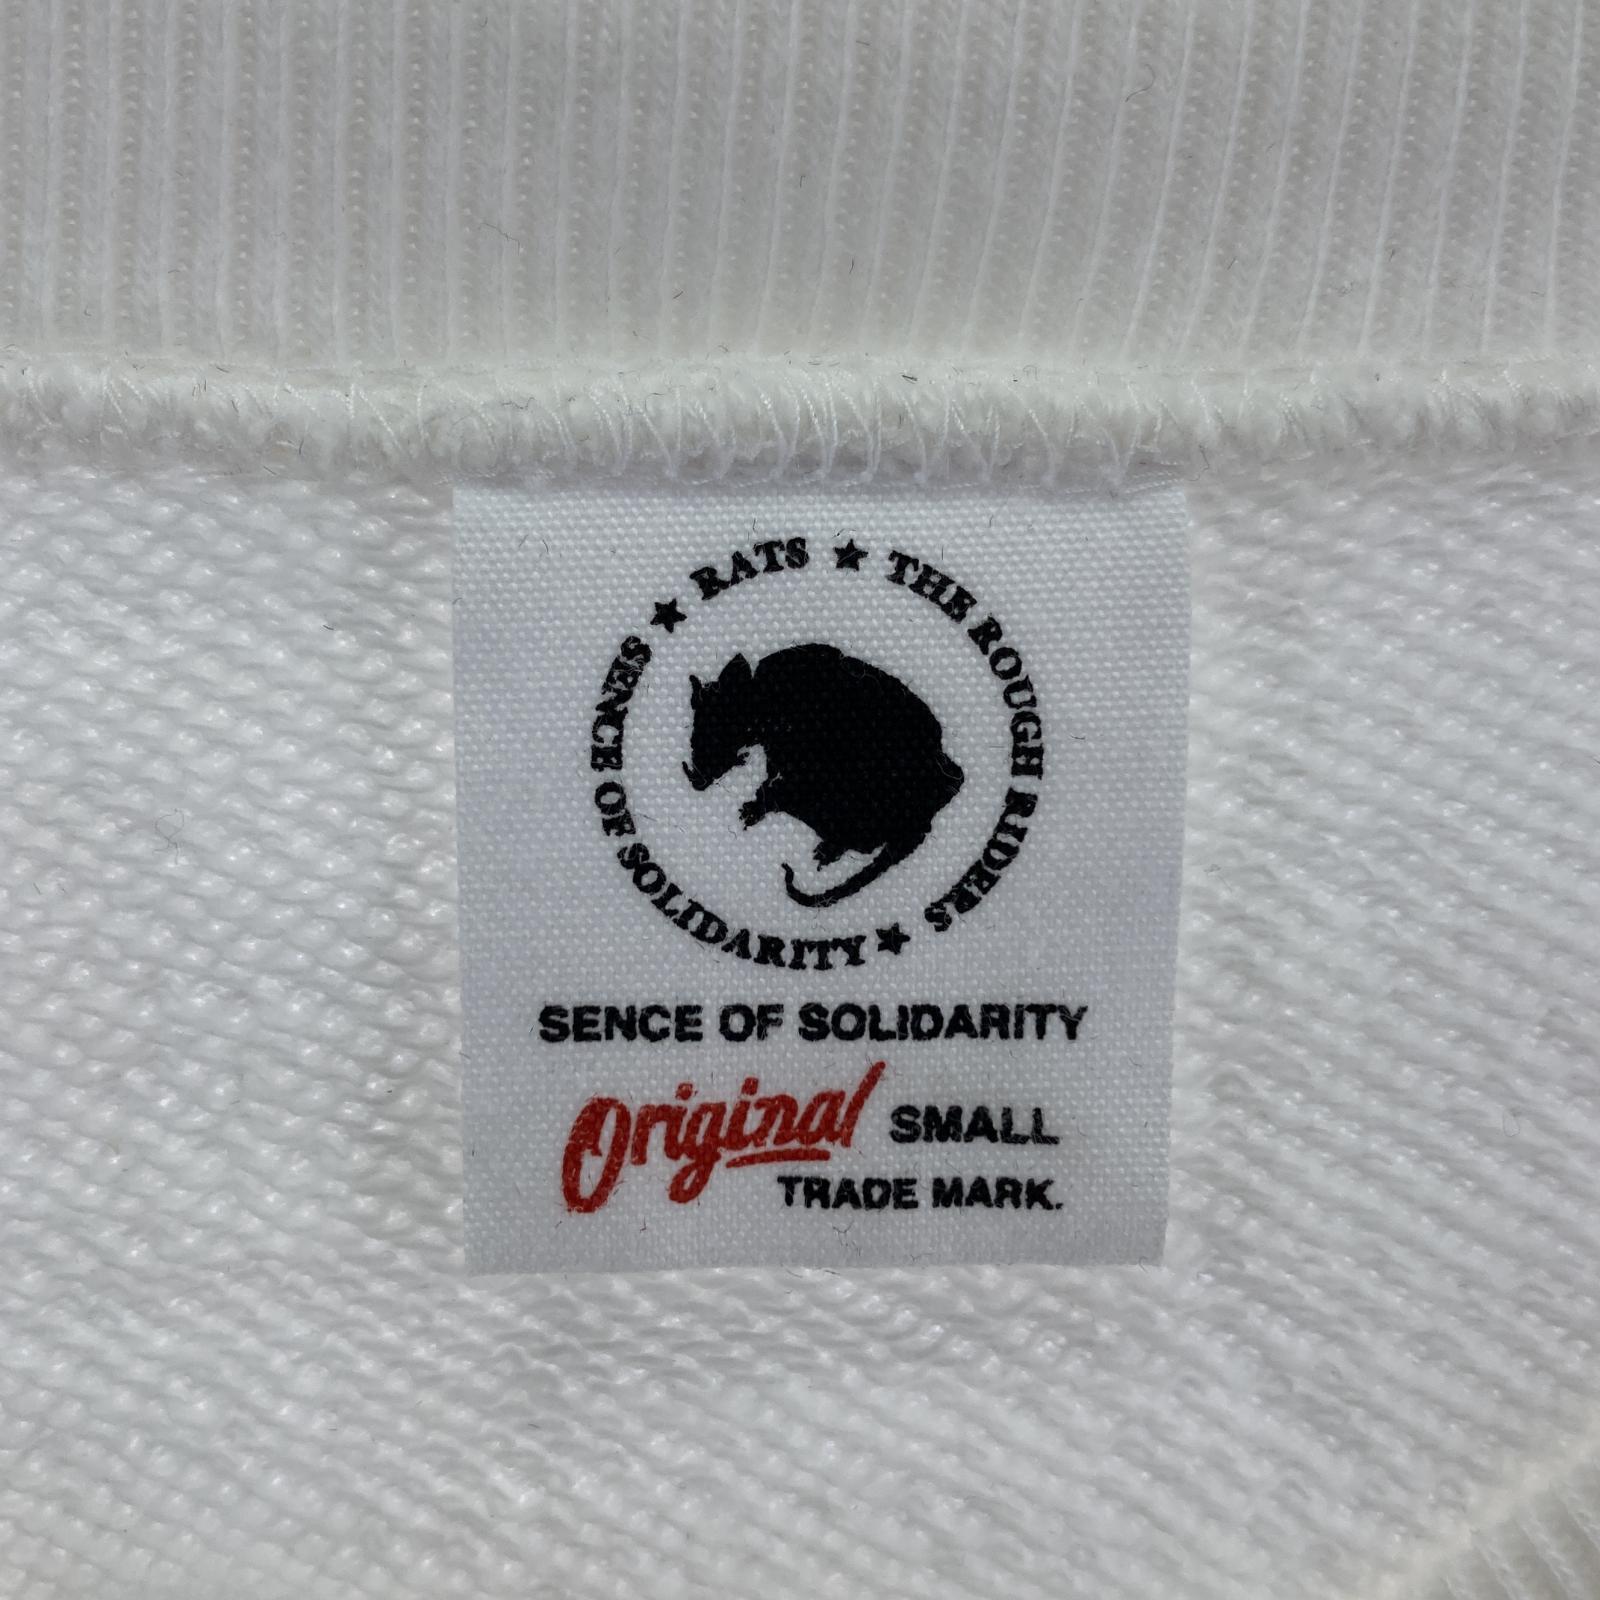 RATS ★ THE ROUGH RIDERS ★ SENCE OF SOLIDARITY ★
SENCE OF SOLIDARITY
Original SMALL
TRADE MARK.